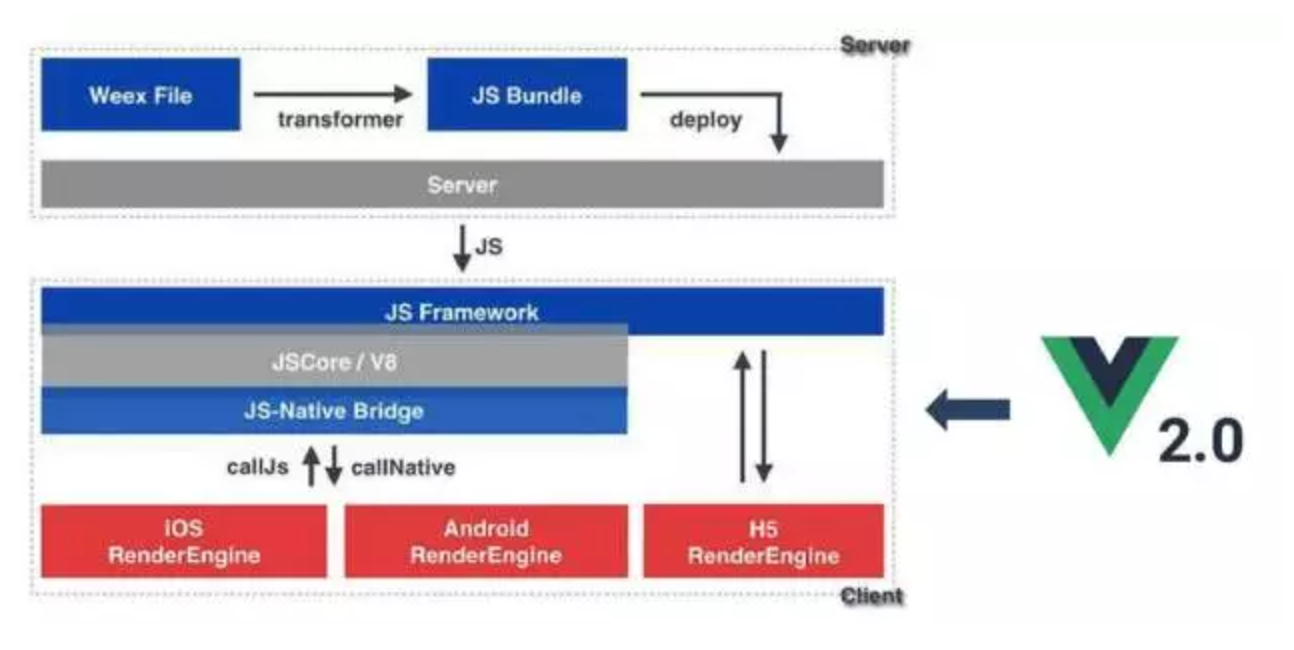 Server
Weex File
transformer
JS Bundle
deploy
Server
JS
JS Framework
JSCore / V8
JS-Native Bridge
callJs
callNative
iOS
RenderEngine
Android
RenderEngine
H5
RenderEngine
Client
2.0